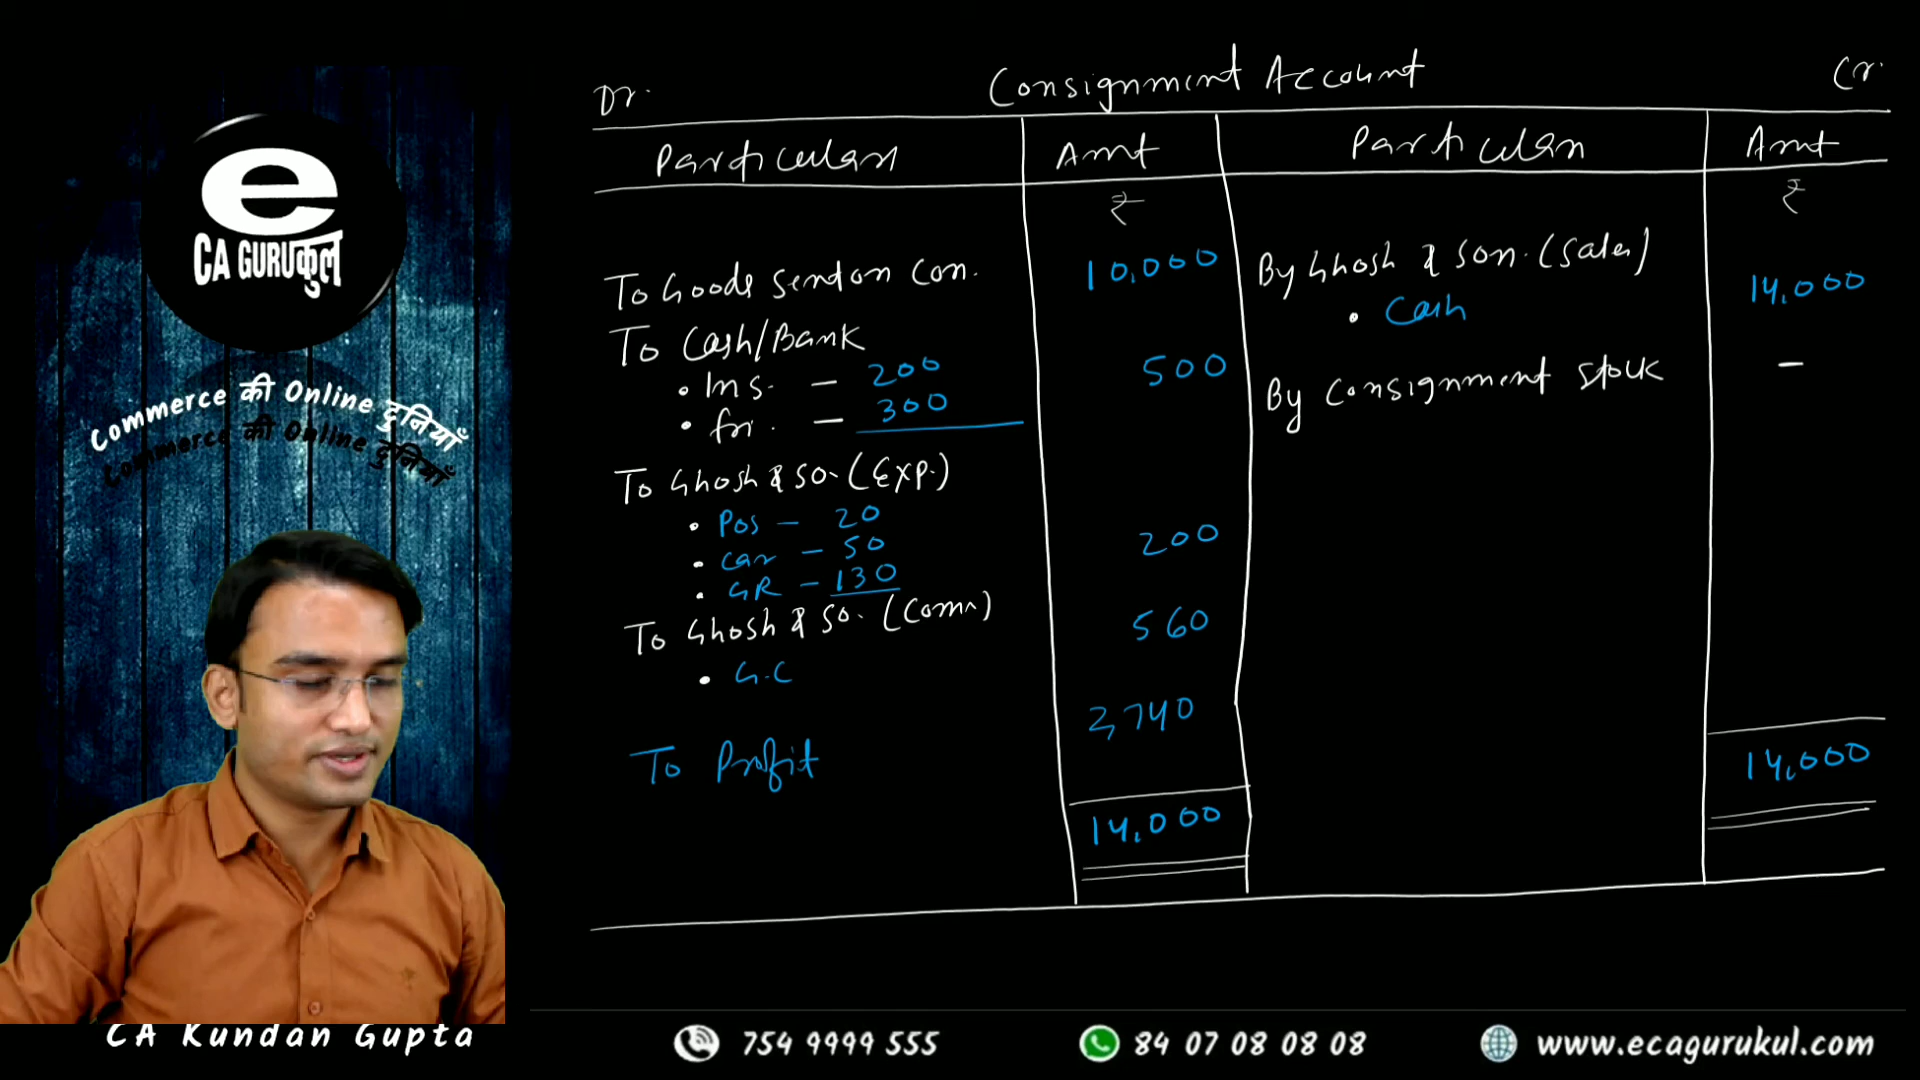 Dr. Consignment Account Cr.
Particulars Amt Particulars Amt
₹ ₹
To Goods sent on Con. 10,000 By Ghosh & Son. (Sales) 14,000
• Cash
To Cash/Bank 500
• Ins. – 200
• fri. – 300
By Consignment Stock –
To Ghosh & So. (Exp.) 200
• Pos – 20
• Car – 50
• GR – 130
To Ghosh & So. (Comn) 560
• G.C
To Profit 2,740
14,000 14,000
e
CA GURUकुल
Commerce की Online दुनियाँ
CA Kundan Gupta
754 9999 555
84 07 08 08 08
www.ecagurukul.com